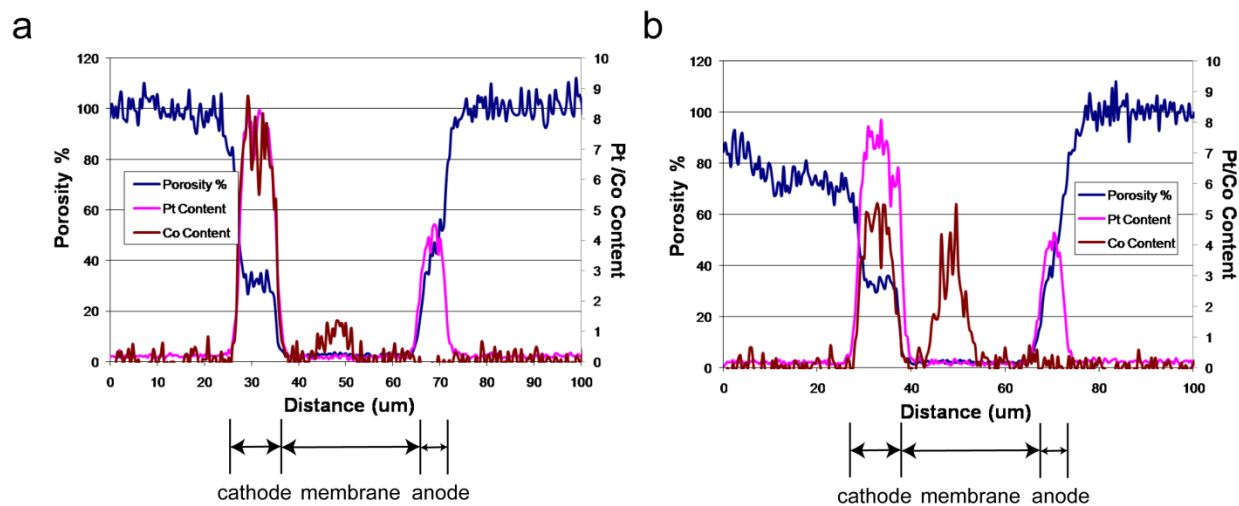 a
120
100
80
60
40
20
0
Porosity %
Porosity %
Pt Content
Co Content
10
9
8
7
6
5
4
3
2
1
0
Pt /Co Content
0 10 20 30 40 50 60 70 80 90 100
Distance (um)
cathode membrane anode
b
120
100
80
60
40
20
0
Porosity %
Porosity %
Pt Content
Co Content
10
9
8
7
6
5
4
3
2
1
0
Pt/Co Content
0 20 40 60 80 100
Distance (um)
cathode membrane anode